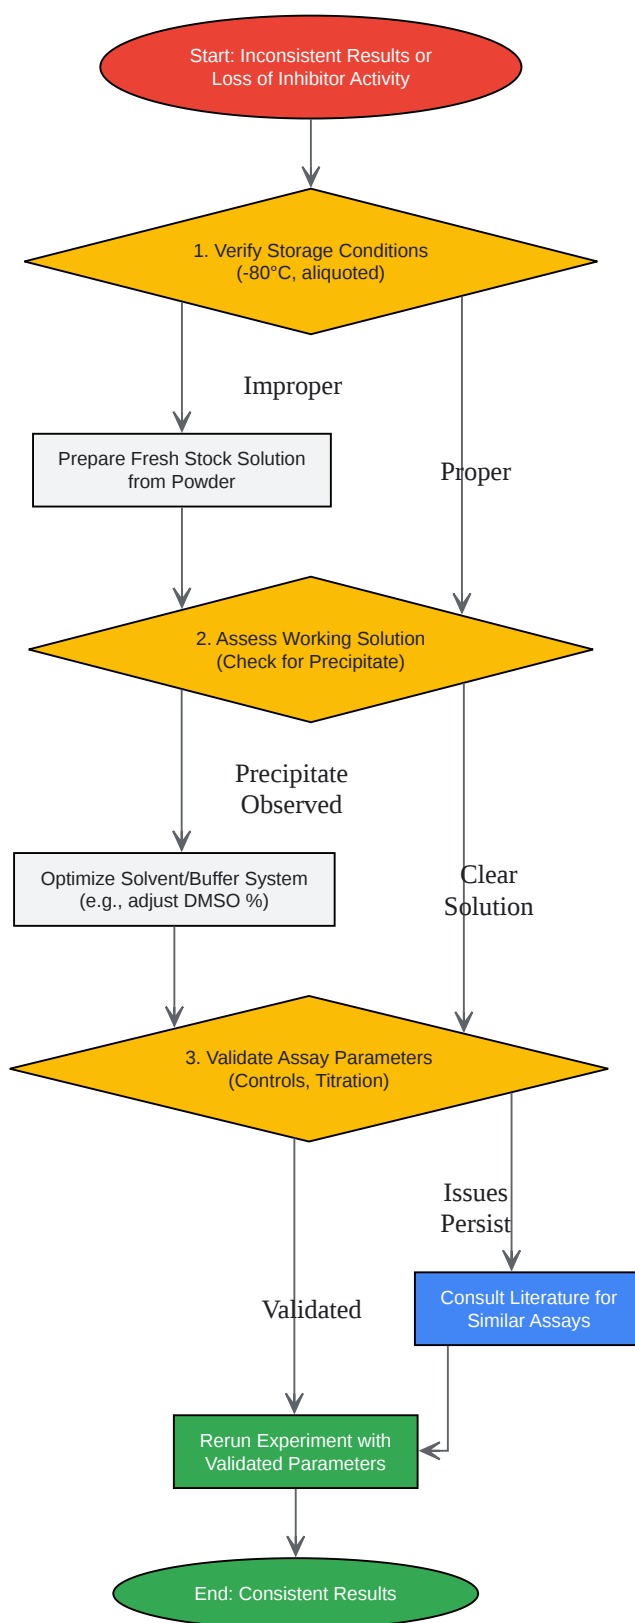 Start: Inconsistent Results or
Loss of Inhibitor Activity
1. Verify Storage Conditions
(-80°C, aliquoted)
Improper
Prepare Fresh Stock Solution
from Powder
Proper
2. Assess Working Solution
(Check for Precipitate)
Precipitate
Observed
Optimize Solvent/Buffer System
(e.g., adjust DMSO %)
Clear
Solution
3. Validate Assay Parameters
(Controls, Titration)
Issues
Persist
Validated
Consult Literature for
Similar Assays
Rerun Experiment with
Validated Parameters
End: Consistent Results